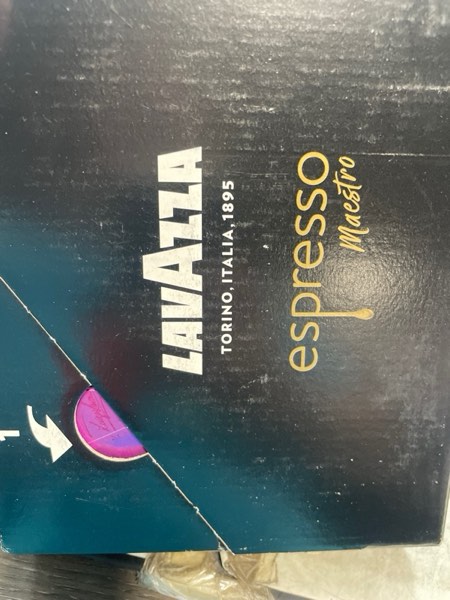 LAVAZZA
TORINO, ITALIA, 1895
espresso
Maestro